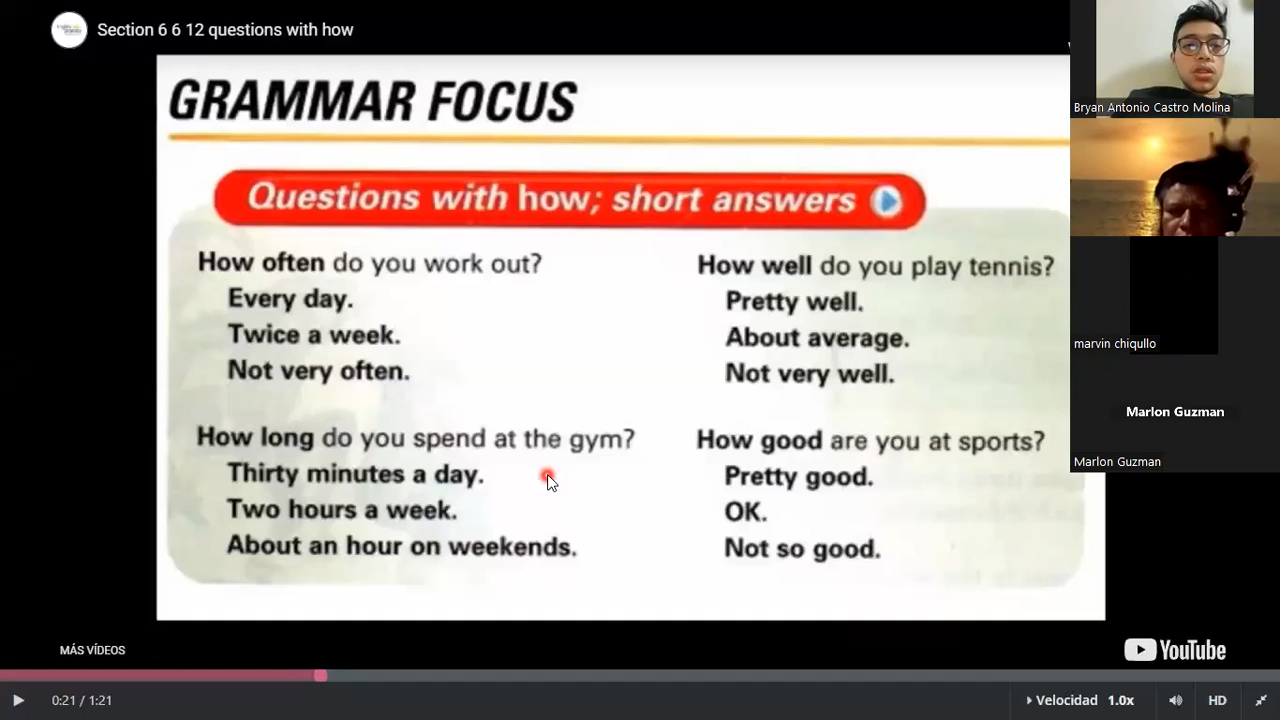 Section 6 6 12 questions with how
GRAMMAR FOCUS
Questions with how; short answers
How often do you work out?
Every day.
Twice a week.
Not very often.
How long do you spend at the gym?
Thirty minutes a day.
Two hours a week.
About an hour on weekends.
How well do you play tennis?
Pretty well.
About average.
Not very well.
How good are you at sports?
Pretty good.
OK.
Not so good.
Bryan Antonio Castro Molina
marvin chiqullo
Marlon Guzman
Marlon Guzman
MÁS VÍDEOS
YouTube
0:21 / 1:21
Velocidad 1.0x
HD